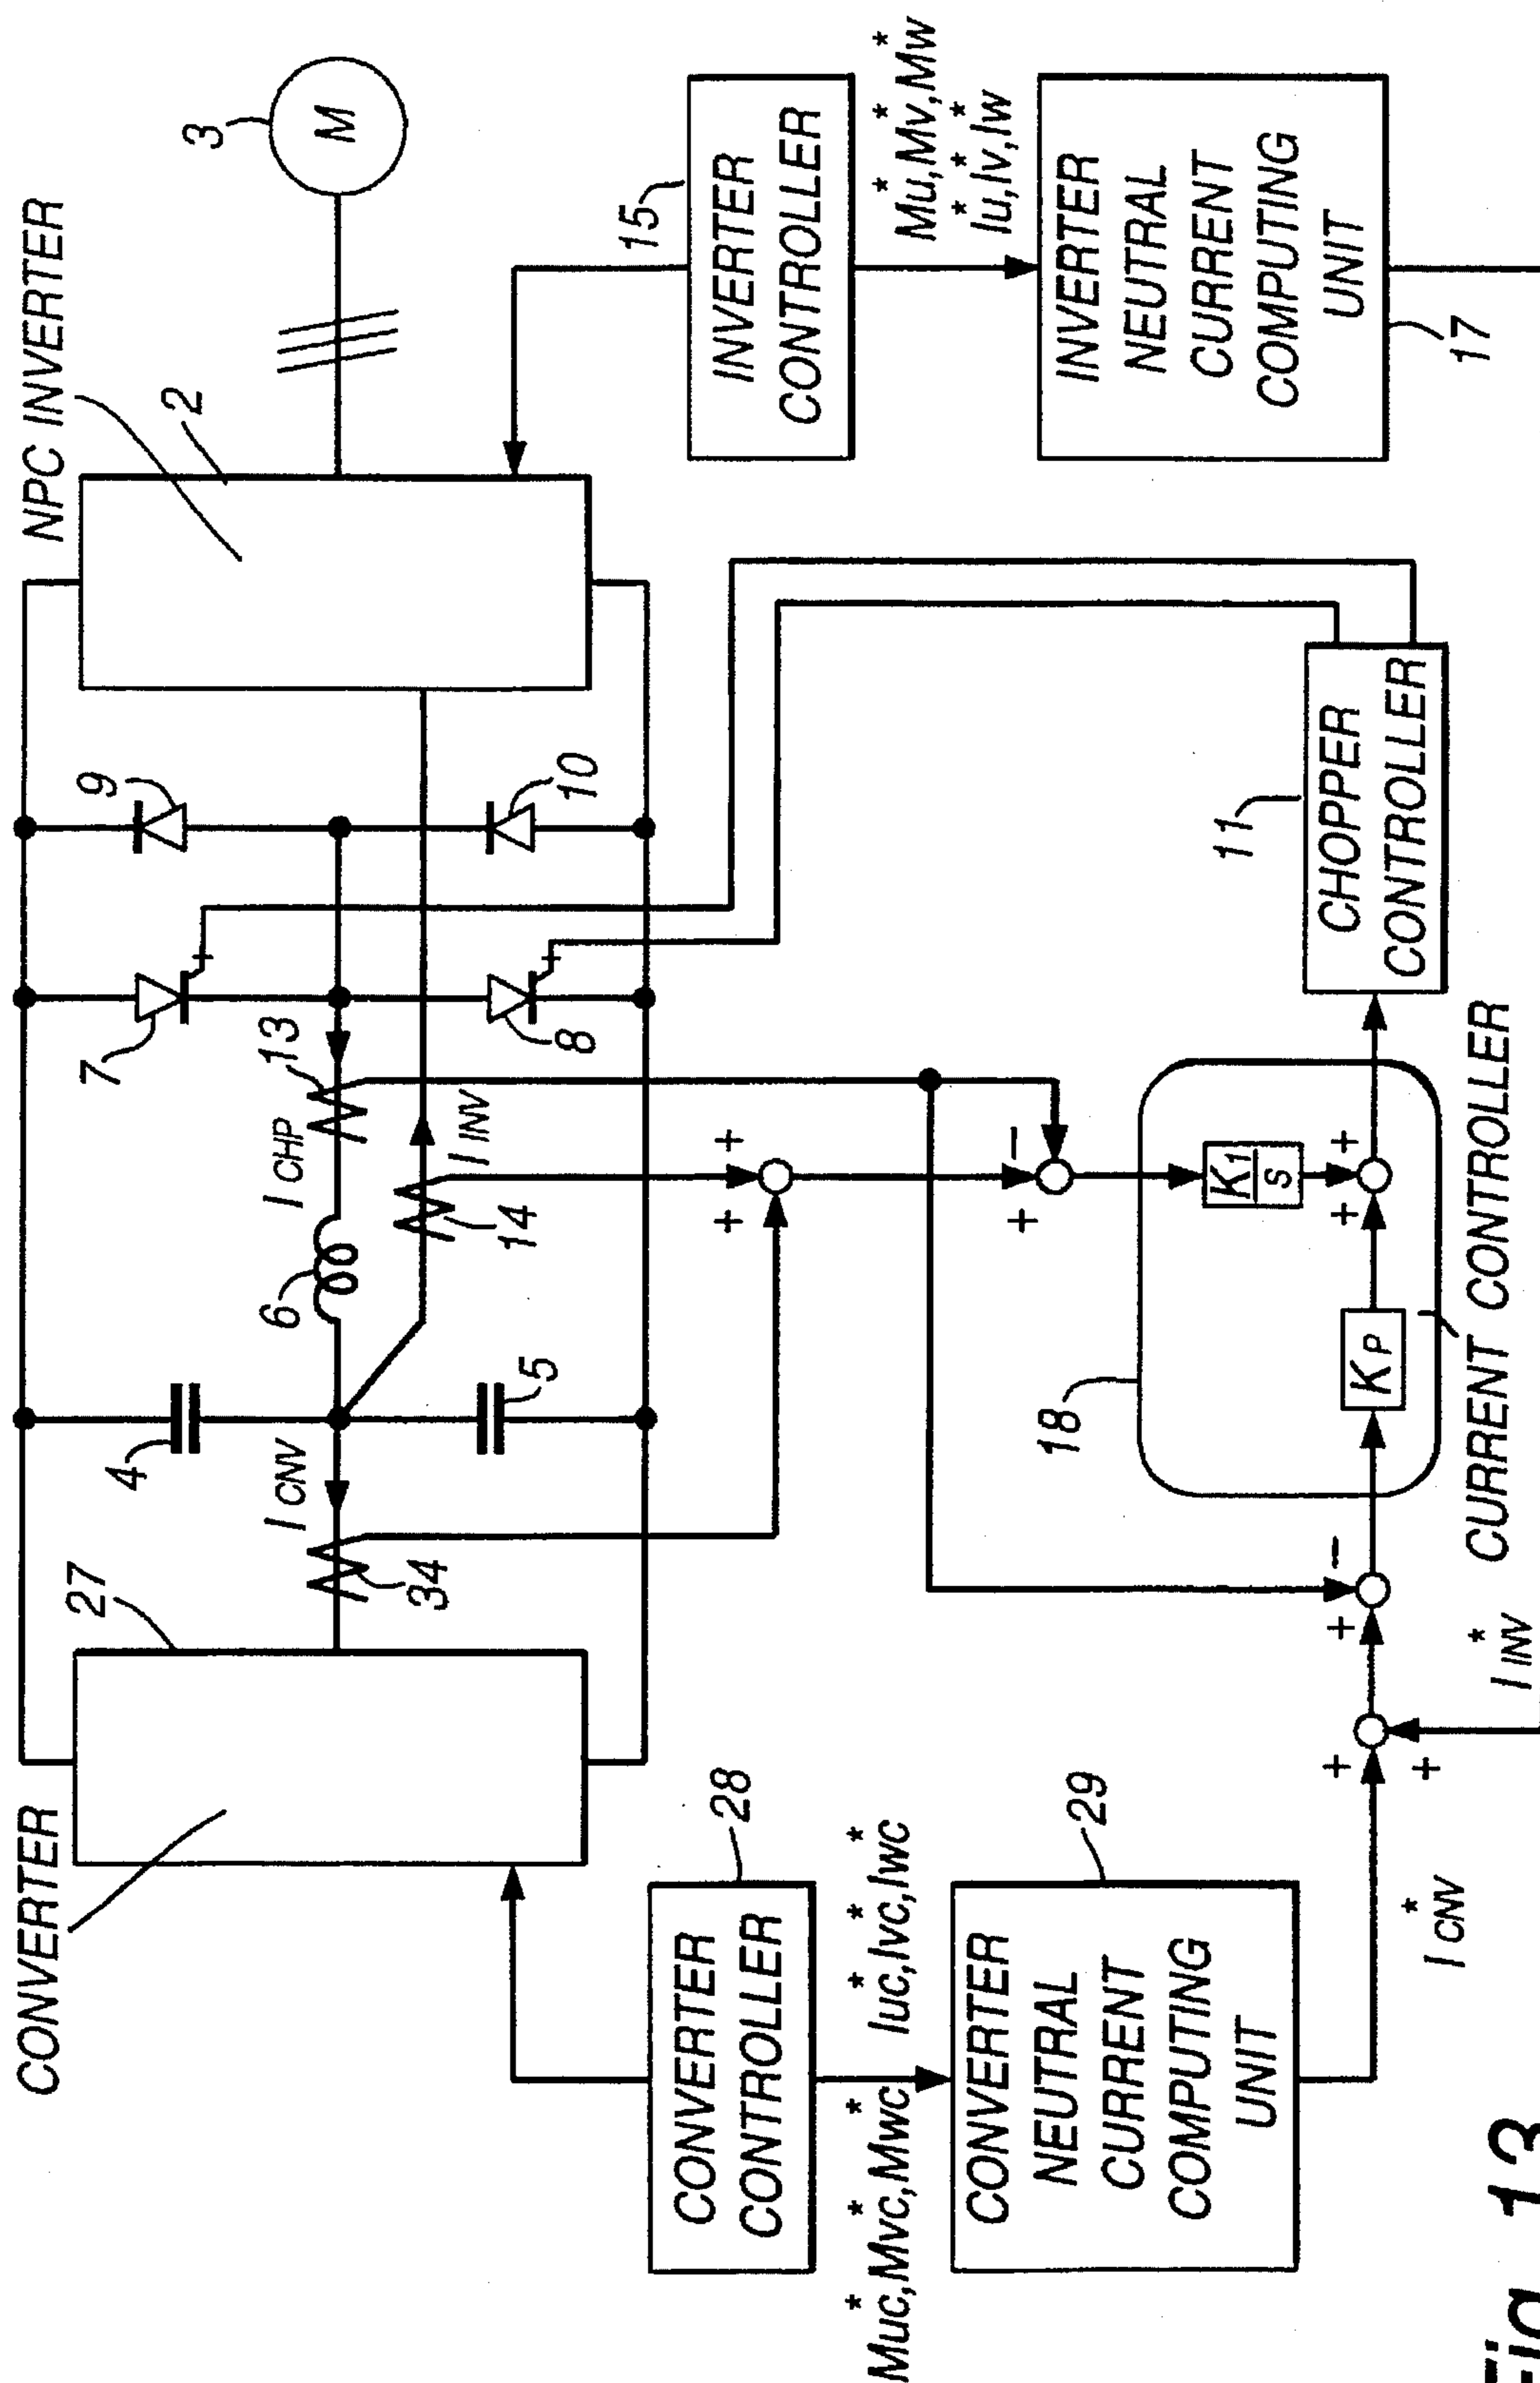 CONVERTER
27
NPC INVERTER
2
3
M
4
5
I CNV
34
6
I CHP
13
14
I INV
7
8
9
10
15
INVERTER
CONTROLLER
Mu*,Mv*,Mw*
Iu*,Iv*,Iw*
INVERTER
NEUTRAL
CURRENT
COMPUTING
UNIT
17
28
CONVERTER
CONTROLLER
Muc*,Mvc*,Mwc* Iuc*,Ivc*,Iwc*
29
CONVERTER
NEUTRAL
CURRENT
COMPUTING
UNIT
I*CNV
I*INV
+
+
+
−
+
+
+
−
18
KP
K1
S
+
+
CURRENT CONTROLLER
11
CHOPPER
CONTROLLER
Fig. 13